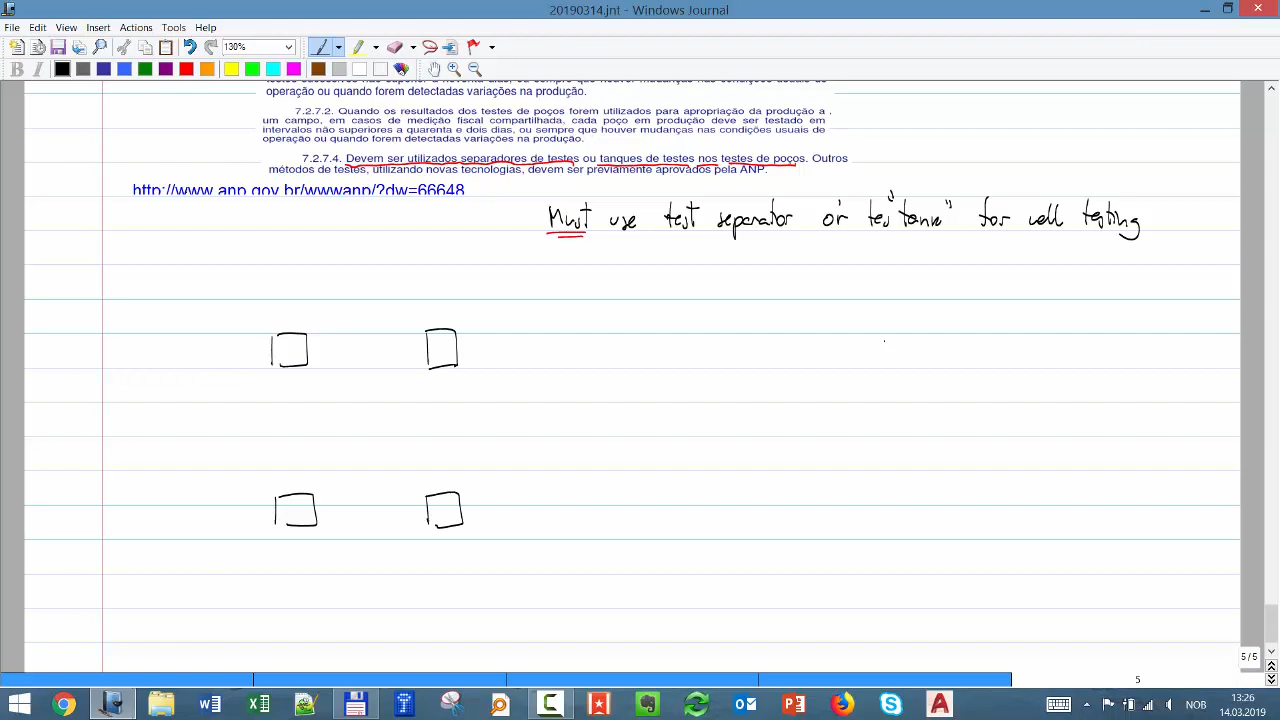 20190314.jnt - Windows Journal
File Edit View Insert Actions Tools Help
130%
B I
operação ou quando forem detectadas variações na produção.
7.2.7.2. Quando os resultados dos testes de poços forem utilizados para apropriação da produção a
um campo, em casos de medição fiscal compartilhada, cada poço em produção deve ser testado em
intervalos não superiores a quarenta e dois dias, ou sempre que houver mudanças nas condições usuais de
operação ou quando forem detectadas variações na produção.
7.2.7.4. Devem ser utilizados separadores de testes ou tanques de testes nos testes de poços. Outros
métodos de testes, utilizando novas tecnologias, devem ser previamente aprovados pela ANP.
http://www.anp.gov.br/wwwanp/?dw=66648
Must use test separator or tes"tank" for well testing
5/5
5
NOB
13:26
14.03.2019